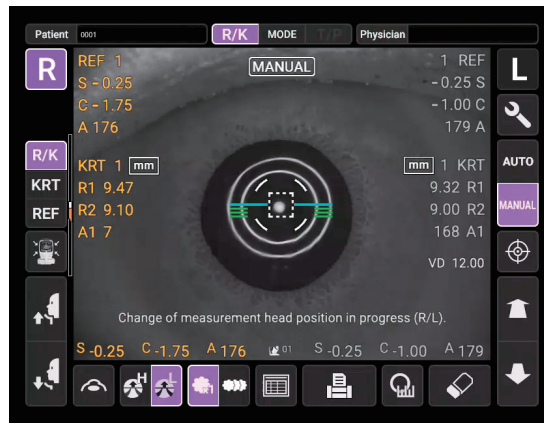 Patient 0001 R/K MODE T/P Physician
R L
REF 1 MANUAL 1 REF
S - 0.25 - 0.25 S
C - 1.75 - 1.00 C
A 176 179 A
R/K AUTO
KRT 1 mm mm 1 KRT
KRT R1 9.47 9.32 R1
REF R2 9.10 9.00 R2 MANUAL
A1 7 168 A1
VD 12.00
Change of measurement head position in progress (R/L).
S -0.25 C -1.75 A 176 01 S -0.25 C -1.00 A 179
H L 1